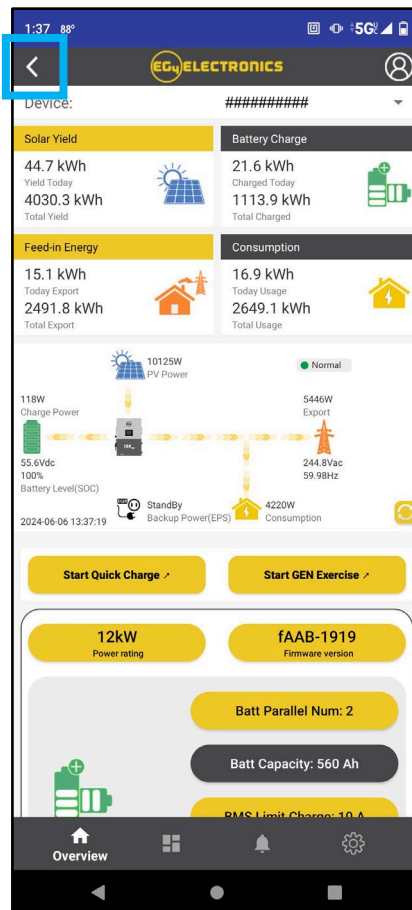 1:37 88° 5G
EG4 ELECTRONICS
Device: ##########
Solar Yield
44.7 kWh
Yield Today
4030.3 kWh
Total Yield
Battery Charge
21.6 kWh
Charged Today
1113.9 kWh
Total Charged
Feed-in Energy
15.1 kWh
Today Export
2491.8 kWh
Total Export
Consumption
16.9 kWh
Today Usage
2649.1 kWh
Total Usage
10125W
PV Power
Normal
118W
Charge Power
5446W
Export
55.6Vdc
100%
Battery Level(SOC)
244.8Vac
59.98Hz
StandBy
Backup Power(EPS)
4220W
Consumption
2024-06-06 13:37:19
Start Quick Charge ↗
Start GEN Exercise ↗
12kW
Power rating
fAAB-1919
Firmware version
Batt Parallel Num: 2
Batt Capacity: 560 Ah
BMS Limit Charge: 10 A
Overview